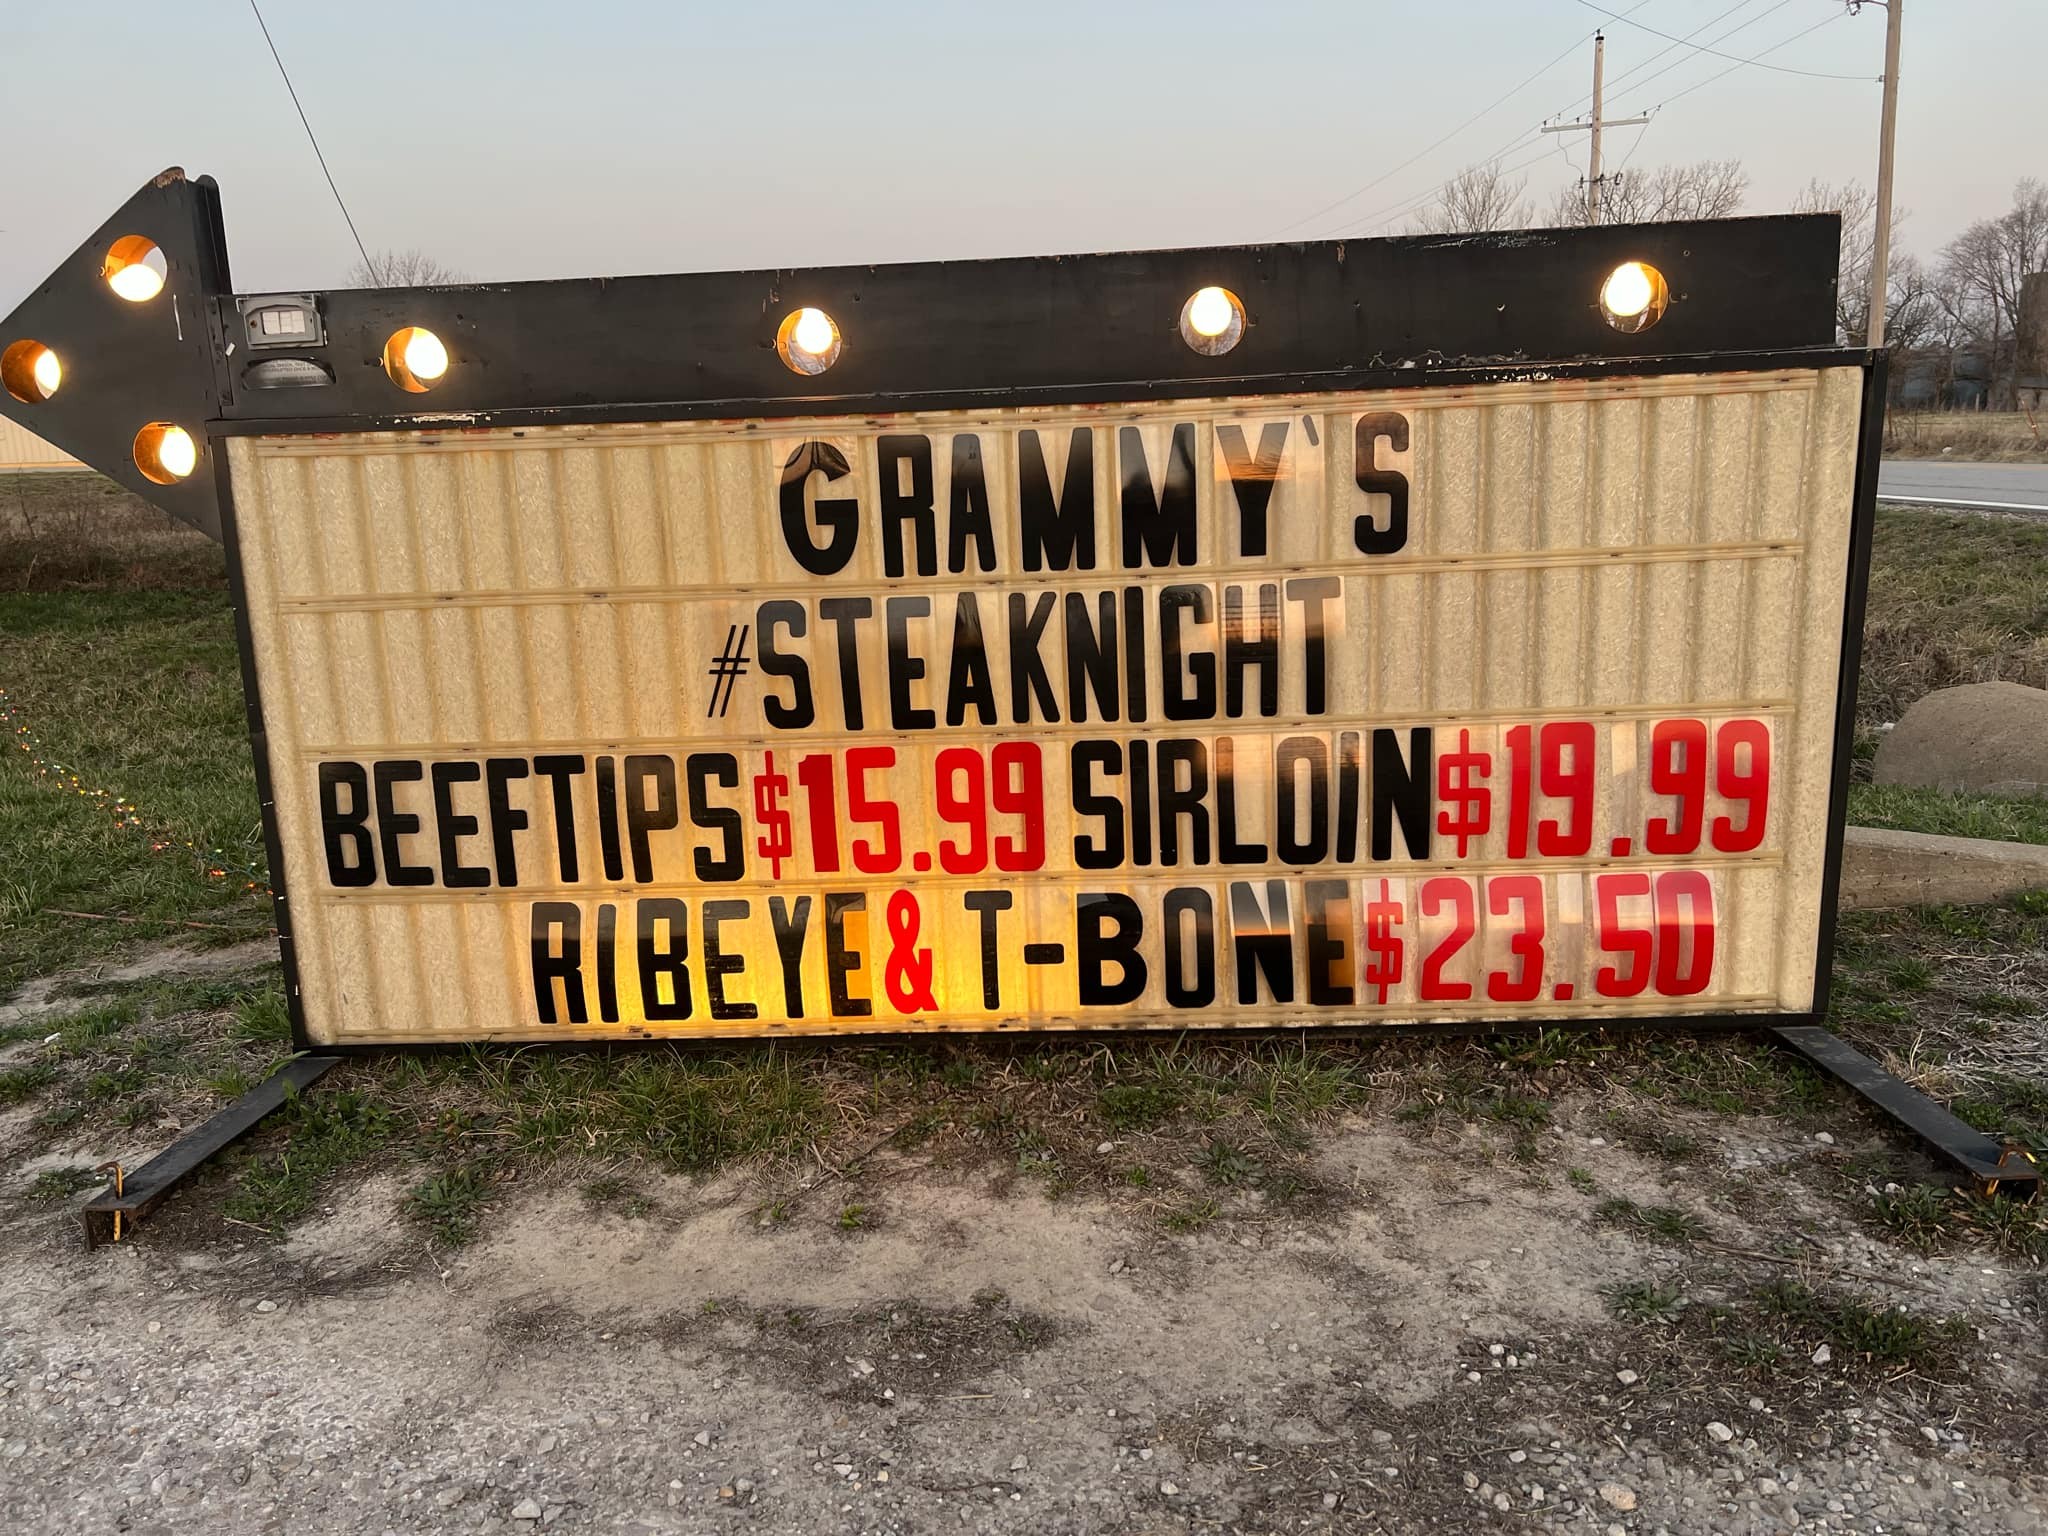 GRAMMY'S
#STEAKNIGHT
BEEFTIPS $15.99 SIRLOIN $19.99
RIBEYE & T-BONE $23.50